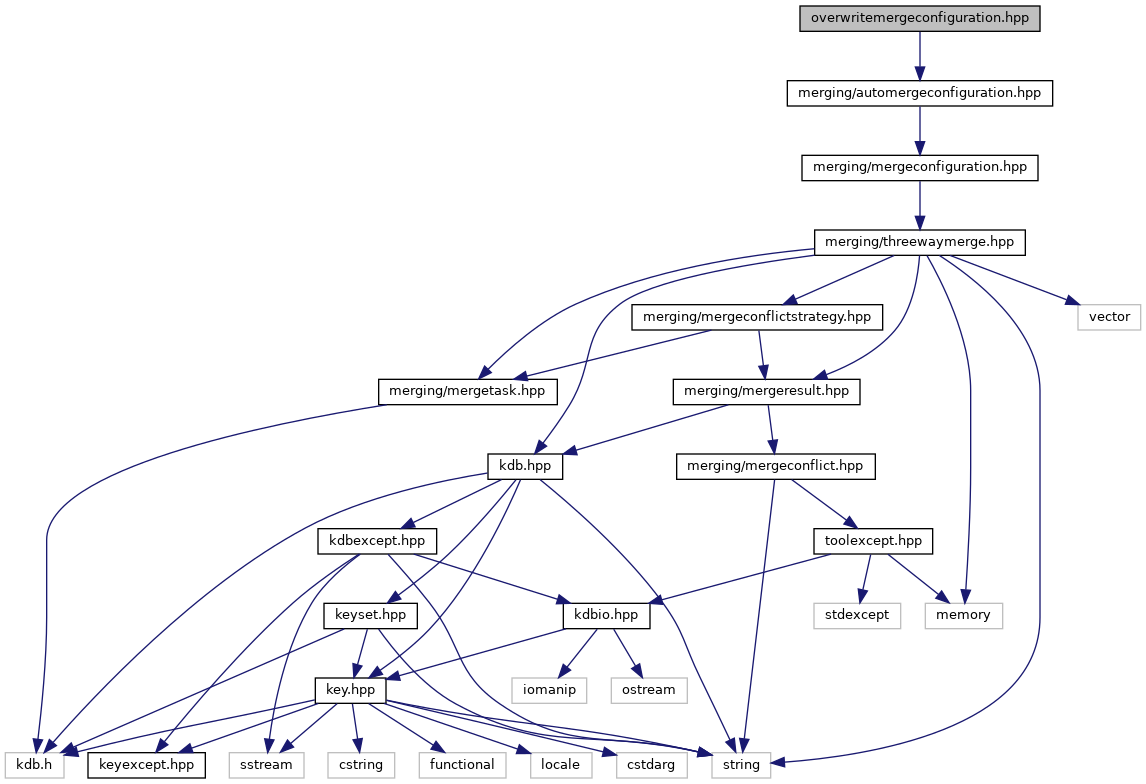 overwritemergeconfiguration.hpp
merging/automergeconfiguration.hpp
merging/mergeconfiguration.hpp
merging/threewaymerge.hpp
merging/mergeconflictstrategy.hpp
vector
merging/mergetask.hpp
merging/mergeresult.hpp
kdb.hpp
merging/mergeconflict.hpp
kdbexcept.hpp
toolexcept.hpp
keyset.hpp
kdbio.hpp
stdexcept
memory
key.hpp
iomanip
ostream
kdb.h
keyexcept.hpp
sstream
cstring
functional
locale
cstdarg
string